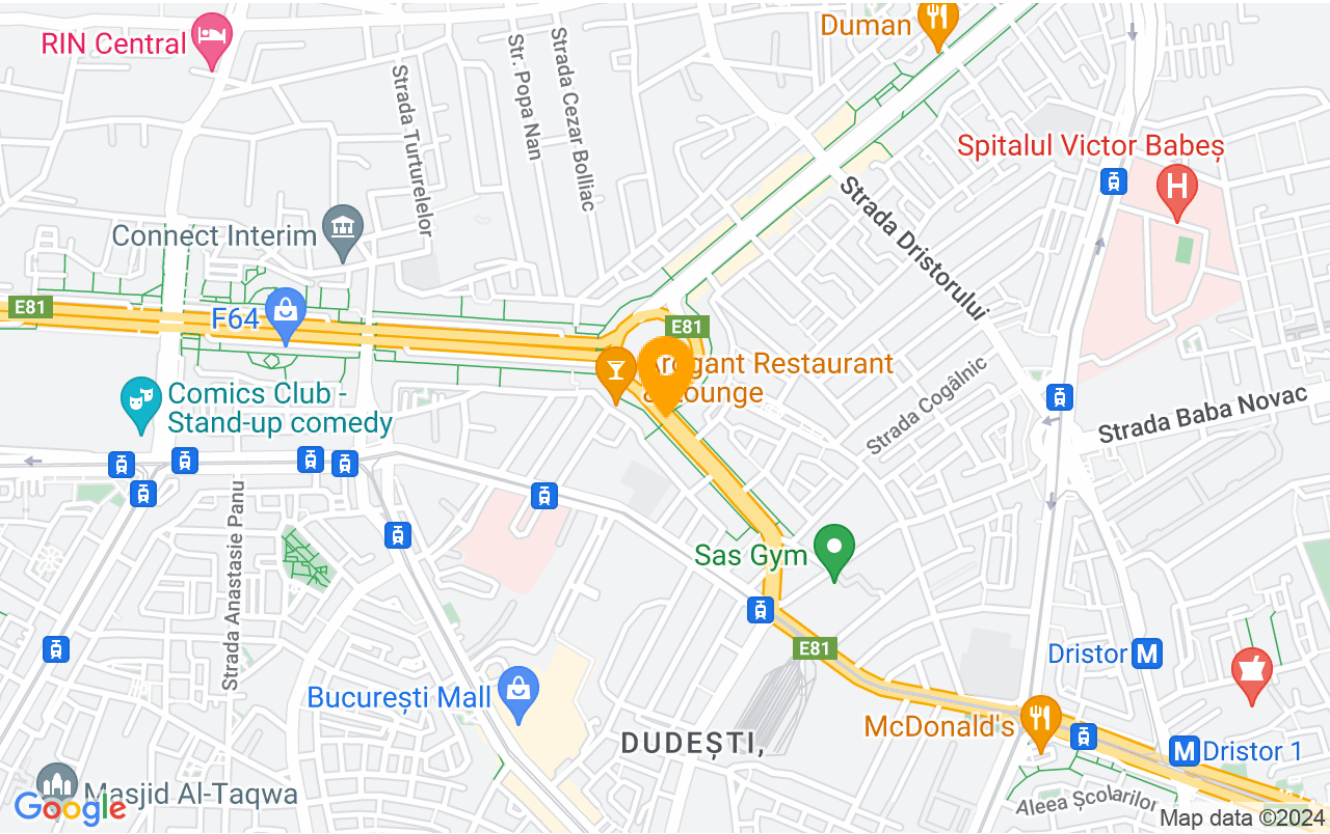 Duman
RIN Central
Strada Cezar Bolliac
Str. Popa Nan
Strada Turturelelor
Spitalul Victor Babeș
H
Strada Dristorului
Connect Interim
E81
F64
E81
Restaurant
Strada Cogâlnic
Comics Club -
Stand-up comedy
Strada Baba Novac
Strada Anastasie Panu
Sas Gym
E81
Dristor M
București Mall
McDonald's
DUDEȘTI,
M Dristor 1
Masjid Al-Taqwa
Aleea Școlarilor
Google
Map data ©2024